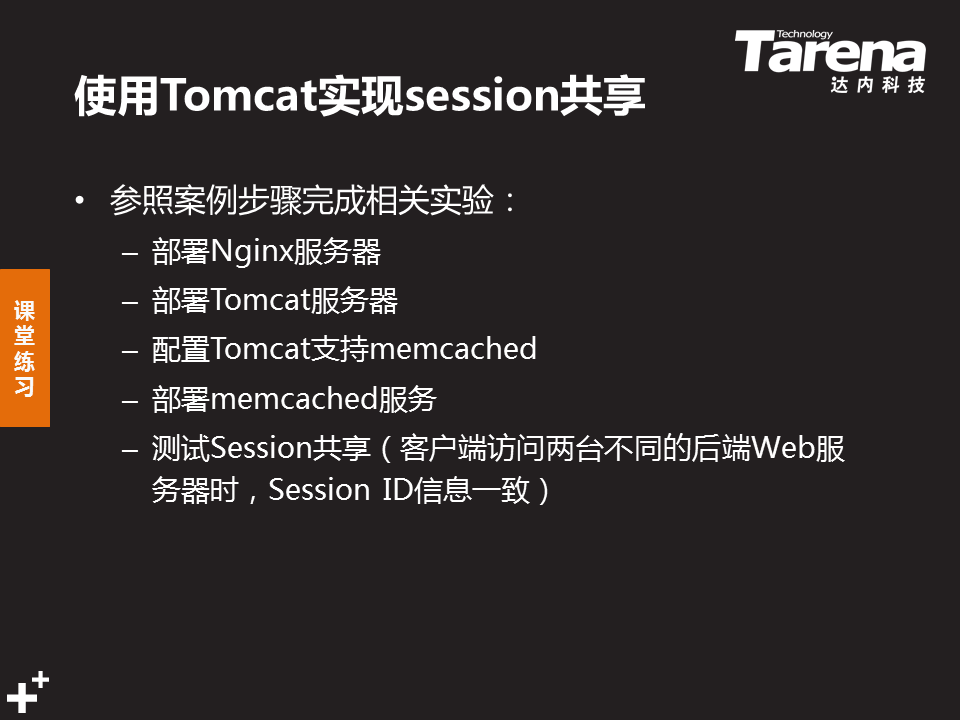 Technology
Tarena
达内科技
使用Tomcat实现session共享
• 参照案例步骤完成相关实验：
– 部署Nginx服务器
– 部署Tomcat服务器
– 配置Tomcat支持memcached
– 部署memcached服务
– 测试Session共享（客户端访问两台不同的后端Web服
务器时，Session ID信息一致）
课
堂
练
习